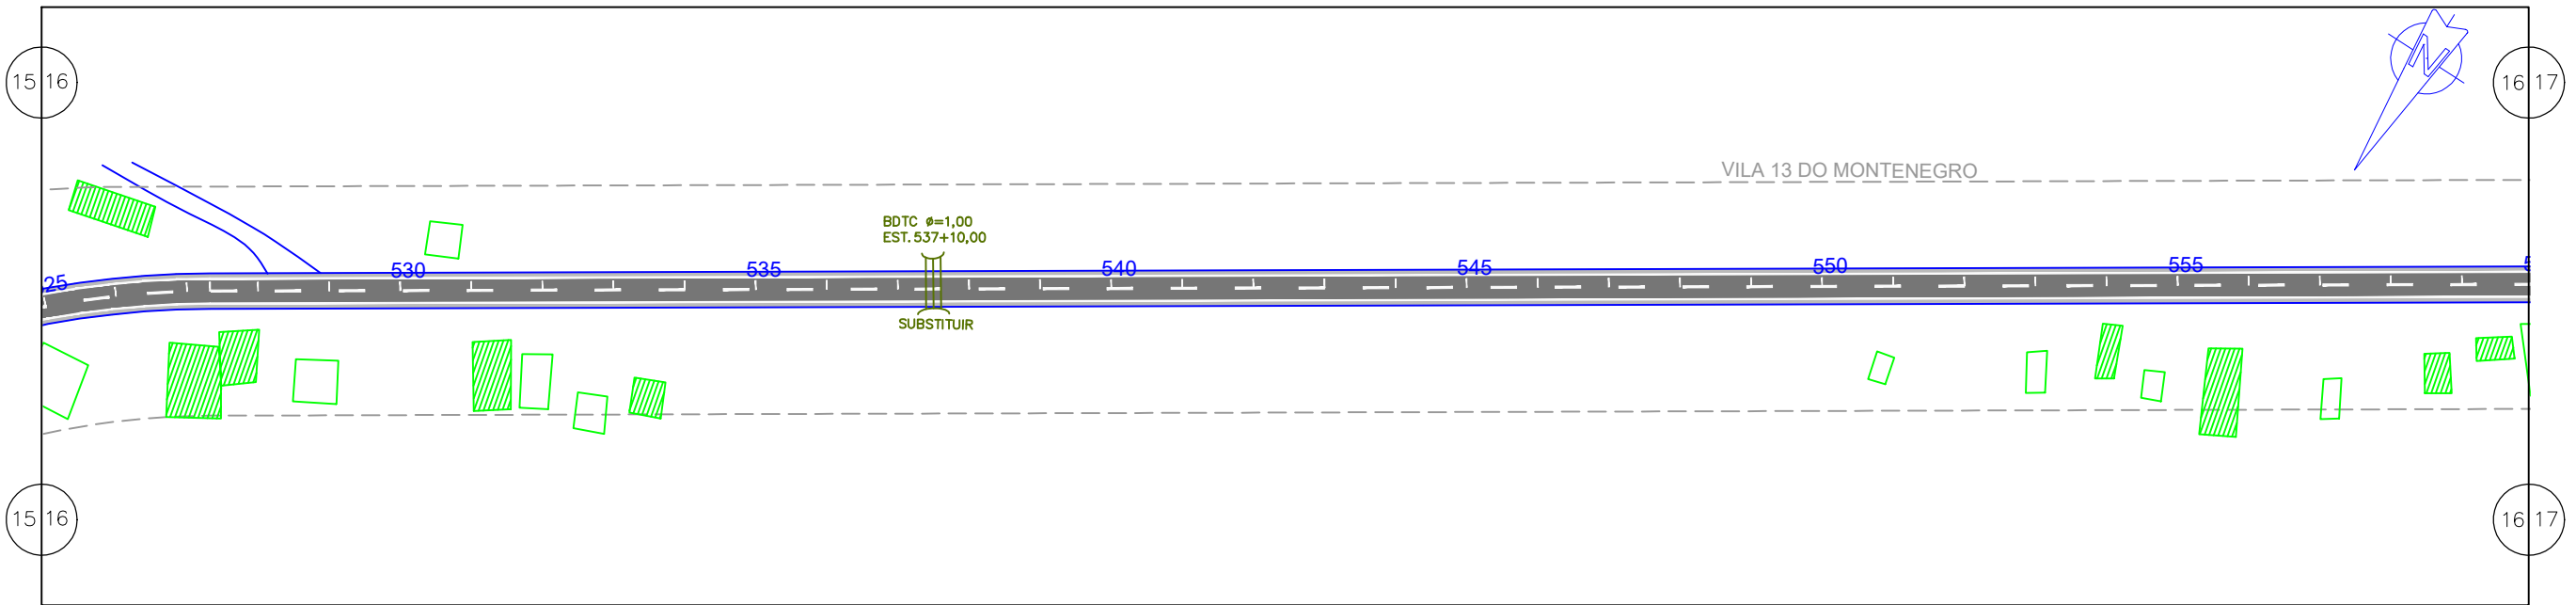 15 16
16 17
N
VILA 13 DO MONTENEGRO
BDTC ø=1,00
EST. 537+10,00
25
530
535
540
545
550
555
SUBSTITUIR
15 16
16 17